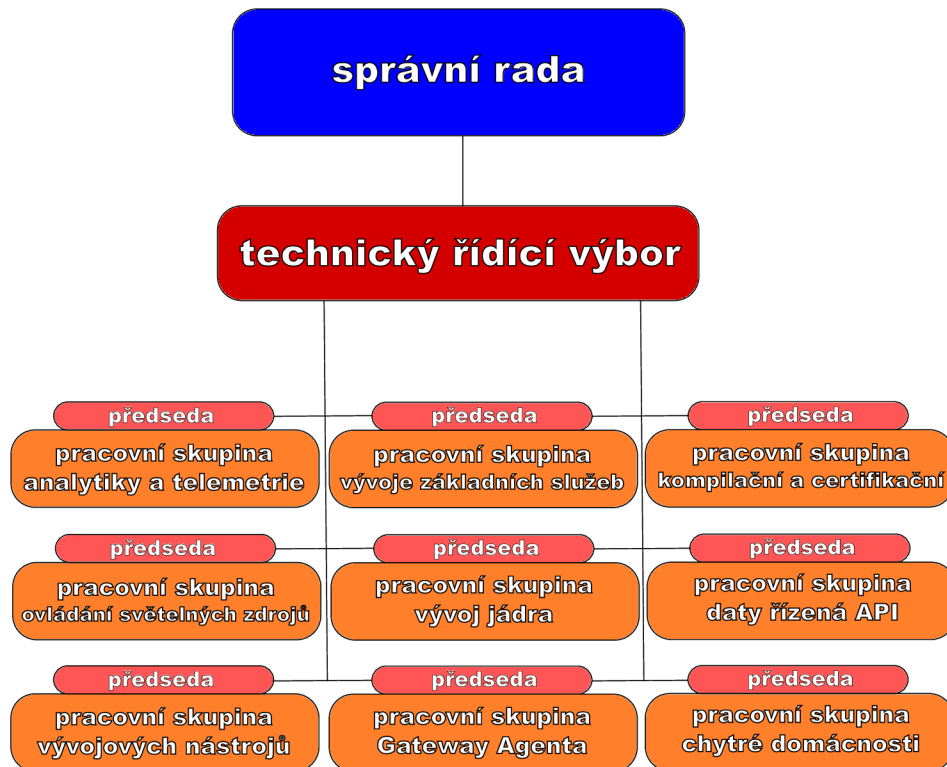 správní rada
technický řídící výbor
předseda
pracovní skupina
analytiky a telemetrie
předseda
pracovní skupina
vývoje základních služeb
předseda
pracovní skupina
kompilační a certifikační
předseda
pracovní skupina
ovládání světelných zdrojů
předseda
pracovní skupina
vývoj jádra
předseda
pracovní skupina
daty řízená API
předseda
pracovní skupina
vývojových nástrojů
předseda
pracovní skupina
Gateway Agenta
předseda
pracovní skupina
chytré domácnosti